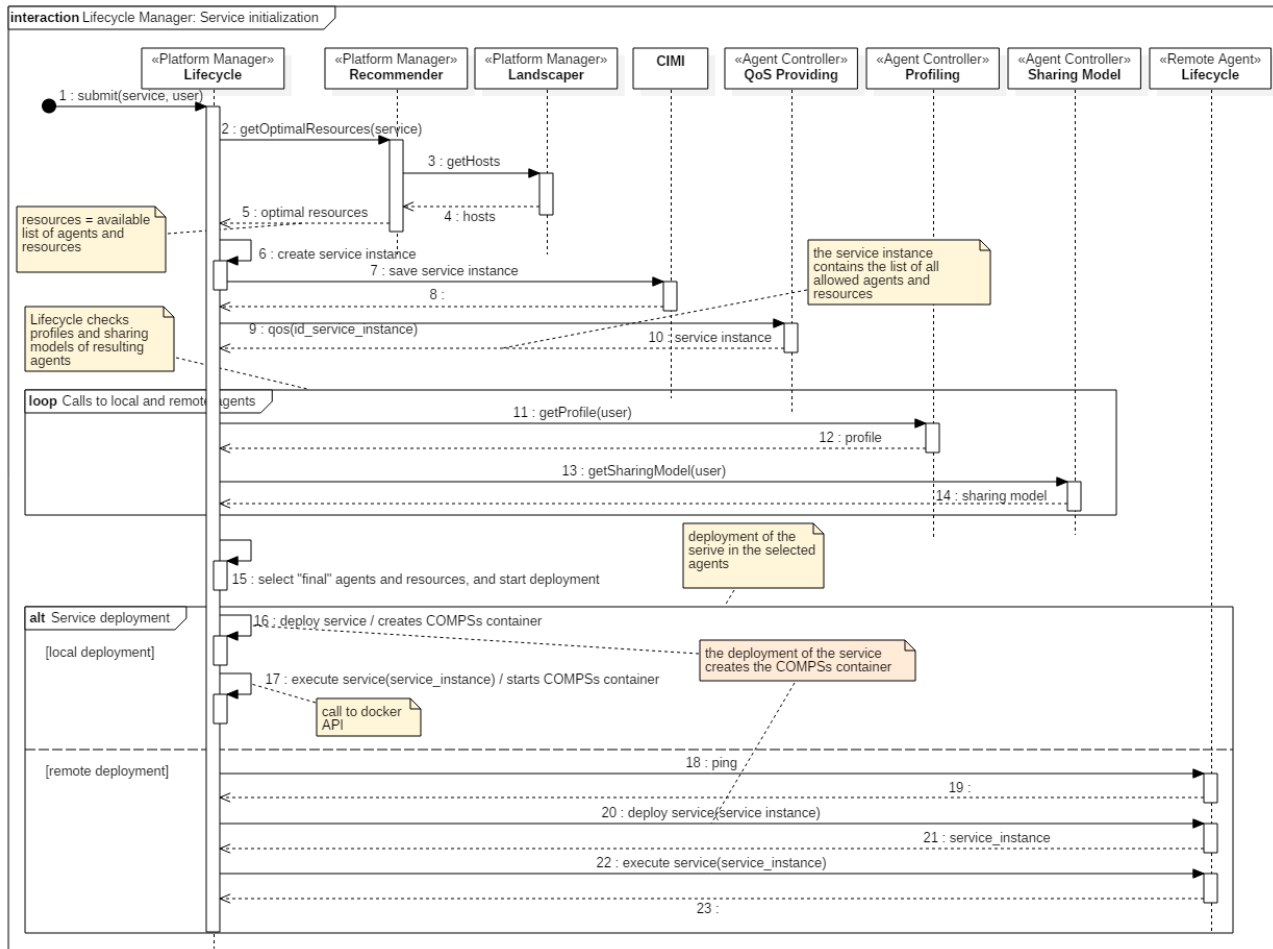 interaction Lifecycle Manager: Service initialization
«Platform Manager»
Lifecycle
«Platform Manager»
Recommender
«Platform Manager»
Landscaper
CIMI
«Agent Controller»
QoS Providing
«Agent Controller»
Profiling
«Agent Controller»
Sharing Model
«Remote Agent»
Lifecycle
1 : submit(service, user)
2 : getOptimalResources(service)
3 : getHosts
4 : hosts
5 : optimal resources
resources = available
list of agents and
resources
6 : create service instance
7 : save service instance
8 :
the service instance
contains the list of all
allowed agents and
resources
Lifecycle checks
profiles and sharing
models of resulting
agents
9 : qos(id_service_instance)
10 : service instance
loop Calls to local and remote agents
11 : getProfile(user)
12 : profile
13 : getSharingModel(user)
14 : sharing model
deployment of the
serive in the selected
agents
15 : select "final" agents and resources, and start deployment
alt Service deployment
16 : deploy service / creates COMPSs container
[local deployment]
the deployment of the service
creates the COMPSs container
17 : execute service(service_instance) / starts COMPSs container
call to docker
API
[remote deployment]
18 : ping
19 :
20 : deploy service(service instance)
21 : service_instance
22 : execute service(service_instance)
23 :